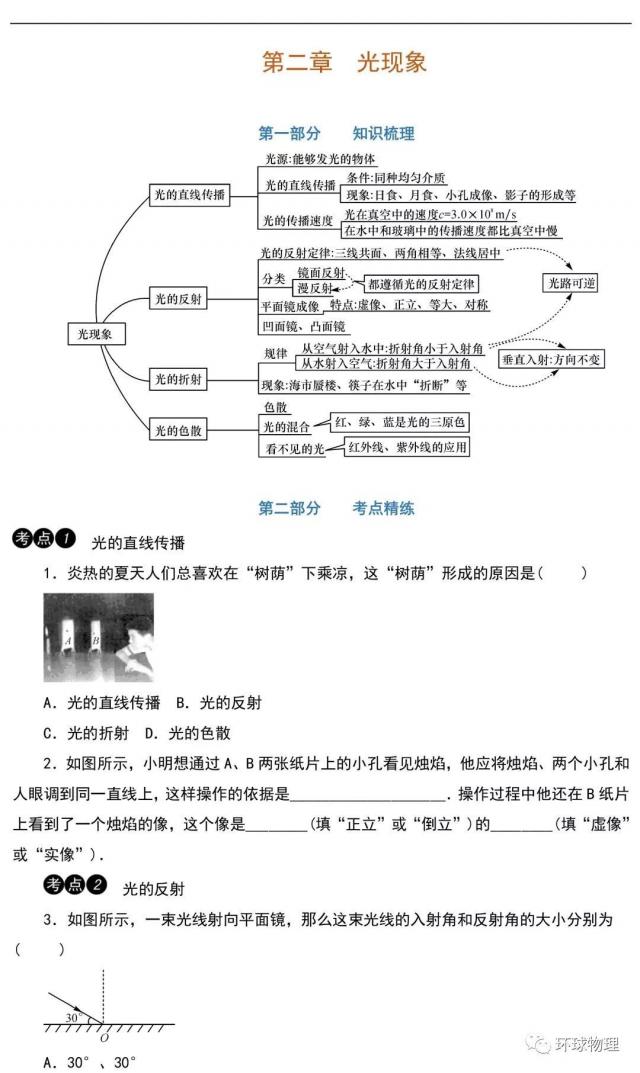 第二章 光现象
第一部分 知识梳理
光现象
光的直线传播
光源:能够发光的物体
光的直线传播
条件:同种均匀介质
现象:日食、月食、小孔成像、影子的形成等
光的传播速度
光在真空中的速度c=3.0×10⁸m/s
在水中和玻璃中的传播速度都比真空中慢
光的反射
光的反射定律:三线共面、两角相等、法线居中
分类
镜面反射
漫反射
都遵循光的反射定律
平面镜成像
特点:虚像、正立、等大、对称
凹面镜、凸面镜
光路可逆
光的折射
规律
从空气射入水中:折射角小于入射角
从水射入空气:折射角大于入射角
垂直入射:方向不变
现象:海市蜃楼、筷子在水中“折断”等
光的色散
色散
光的混合
红、绿、蓝是光的三原色
看不见的光
红外线、紫外线的应用
第二部分 考点精练
考点1 光的直线传播
1.炎热的夏天人们总喜欢在“树荫”下乘凉，这“树荫”形成的原因是( )
A B
A.光的直线传播 B.光的反射
C.光的折射 D.光的色散
2.如图所示，小明想通过A、B两张纸片上的小孔看见烛焰，他应将烛焰、两个小孔和
人眼调到同一直线上，这样操作的依据是____________________.操作过程中他还在B纸片
上看到了一个烛焰的像，这个像是________(填“正立”或“倒立”)的________(填“虚像”
或“实像”).
考点2 光的反射
3.如图所示，一束光线射向平面镜，那么这束光线的入射角和反射角的大小分别为
( )
30°
O
A.30°、30°
环球物理